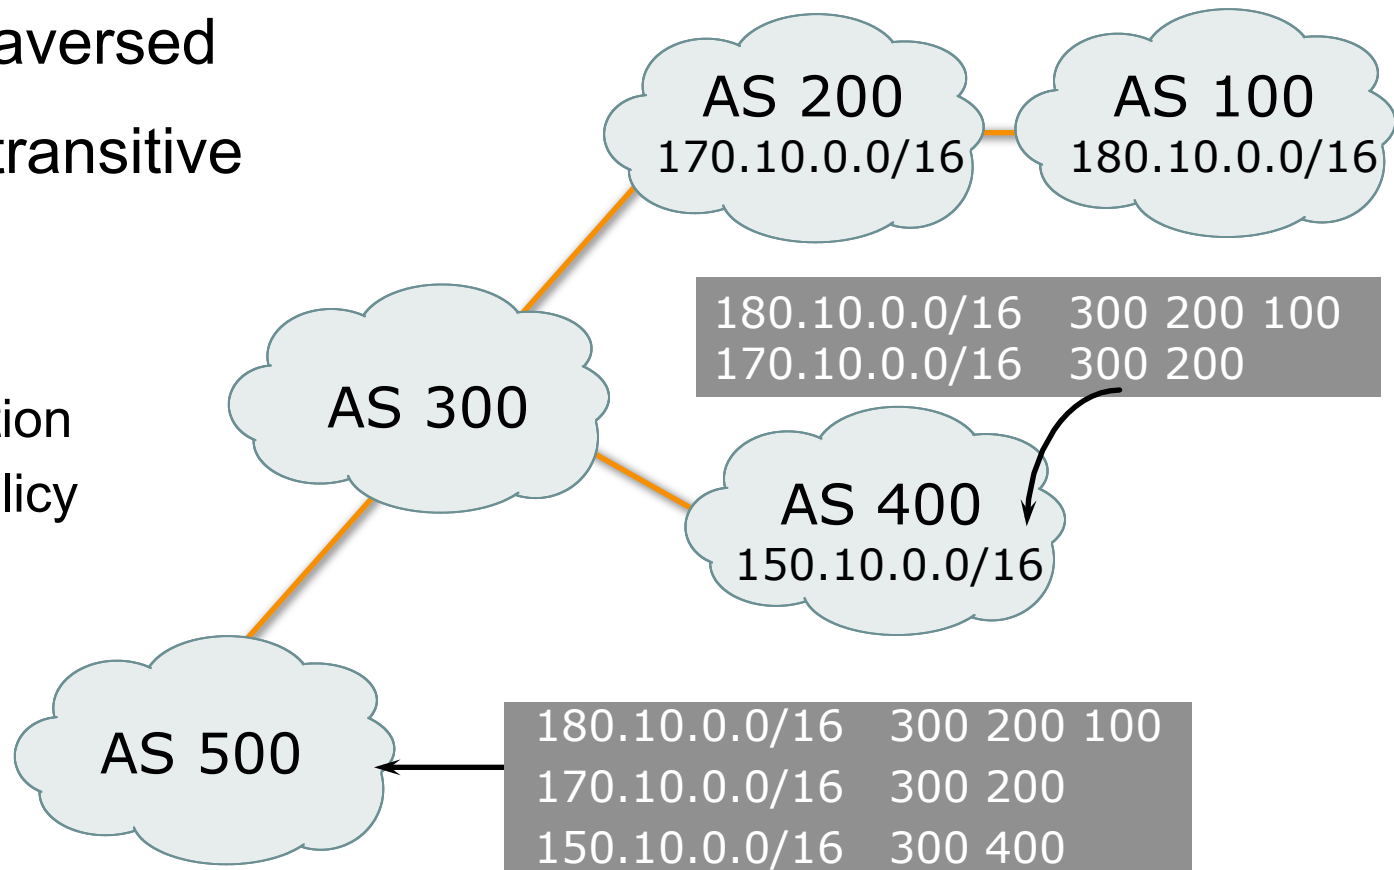 aversed
transitive
tion
licy
AS 200
170.10.0.0/16
AS 100
180.10.0.0/16
180.10.0.0/16 300 200 100
170.10.0.0/16 300 200
AS 300
AS 400
150.10.0.0/16
AS 500
180.10.0.0/16 300 200 100
170.10.0.0/16 300 200
150.10.0.0/16 300 400